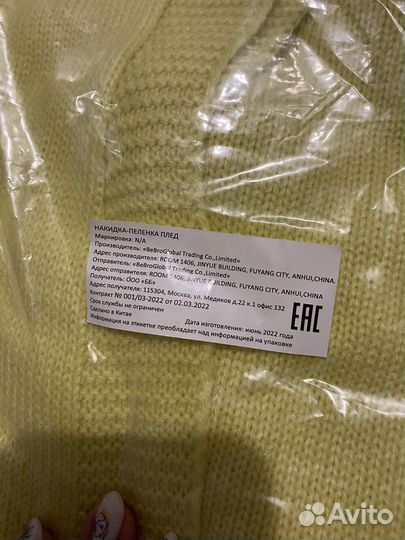 НАКИДКА-ПЕЛЕНКА ПЛЕД
Маркировка: N/A
Производитель: «BeBroGlobal Trading Co.,Limited»
Адрес производителя: ROOM 1406, JINYUE BUILDING, FUYANG CITY, ANHUI,CHINA.
Отправитель: «BeBroGlobal Trading Co.,Limited»
Адрес отправителя: ROOM 1406, JINYUE BUILDING, FUYANG CITY, ANHUI,CHINA
Получатель: ООО «ББ»
Адрес получателя: 115304, Москва, ул. Медиков д.22 к.1 офис 132
Контракт № 001/03-2022 от 02.03.2022
Срок службы не ограничен
Дата изготовления: июнь 2022 года
Сделано в Китае
Информация на этикетке преобладает над информацией на упаковке
EAC
Avito